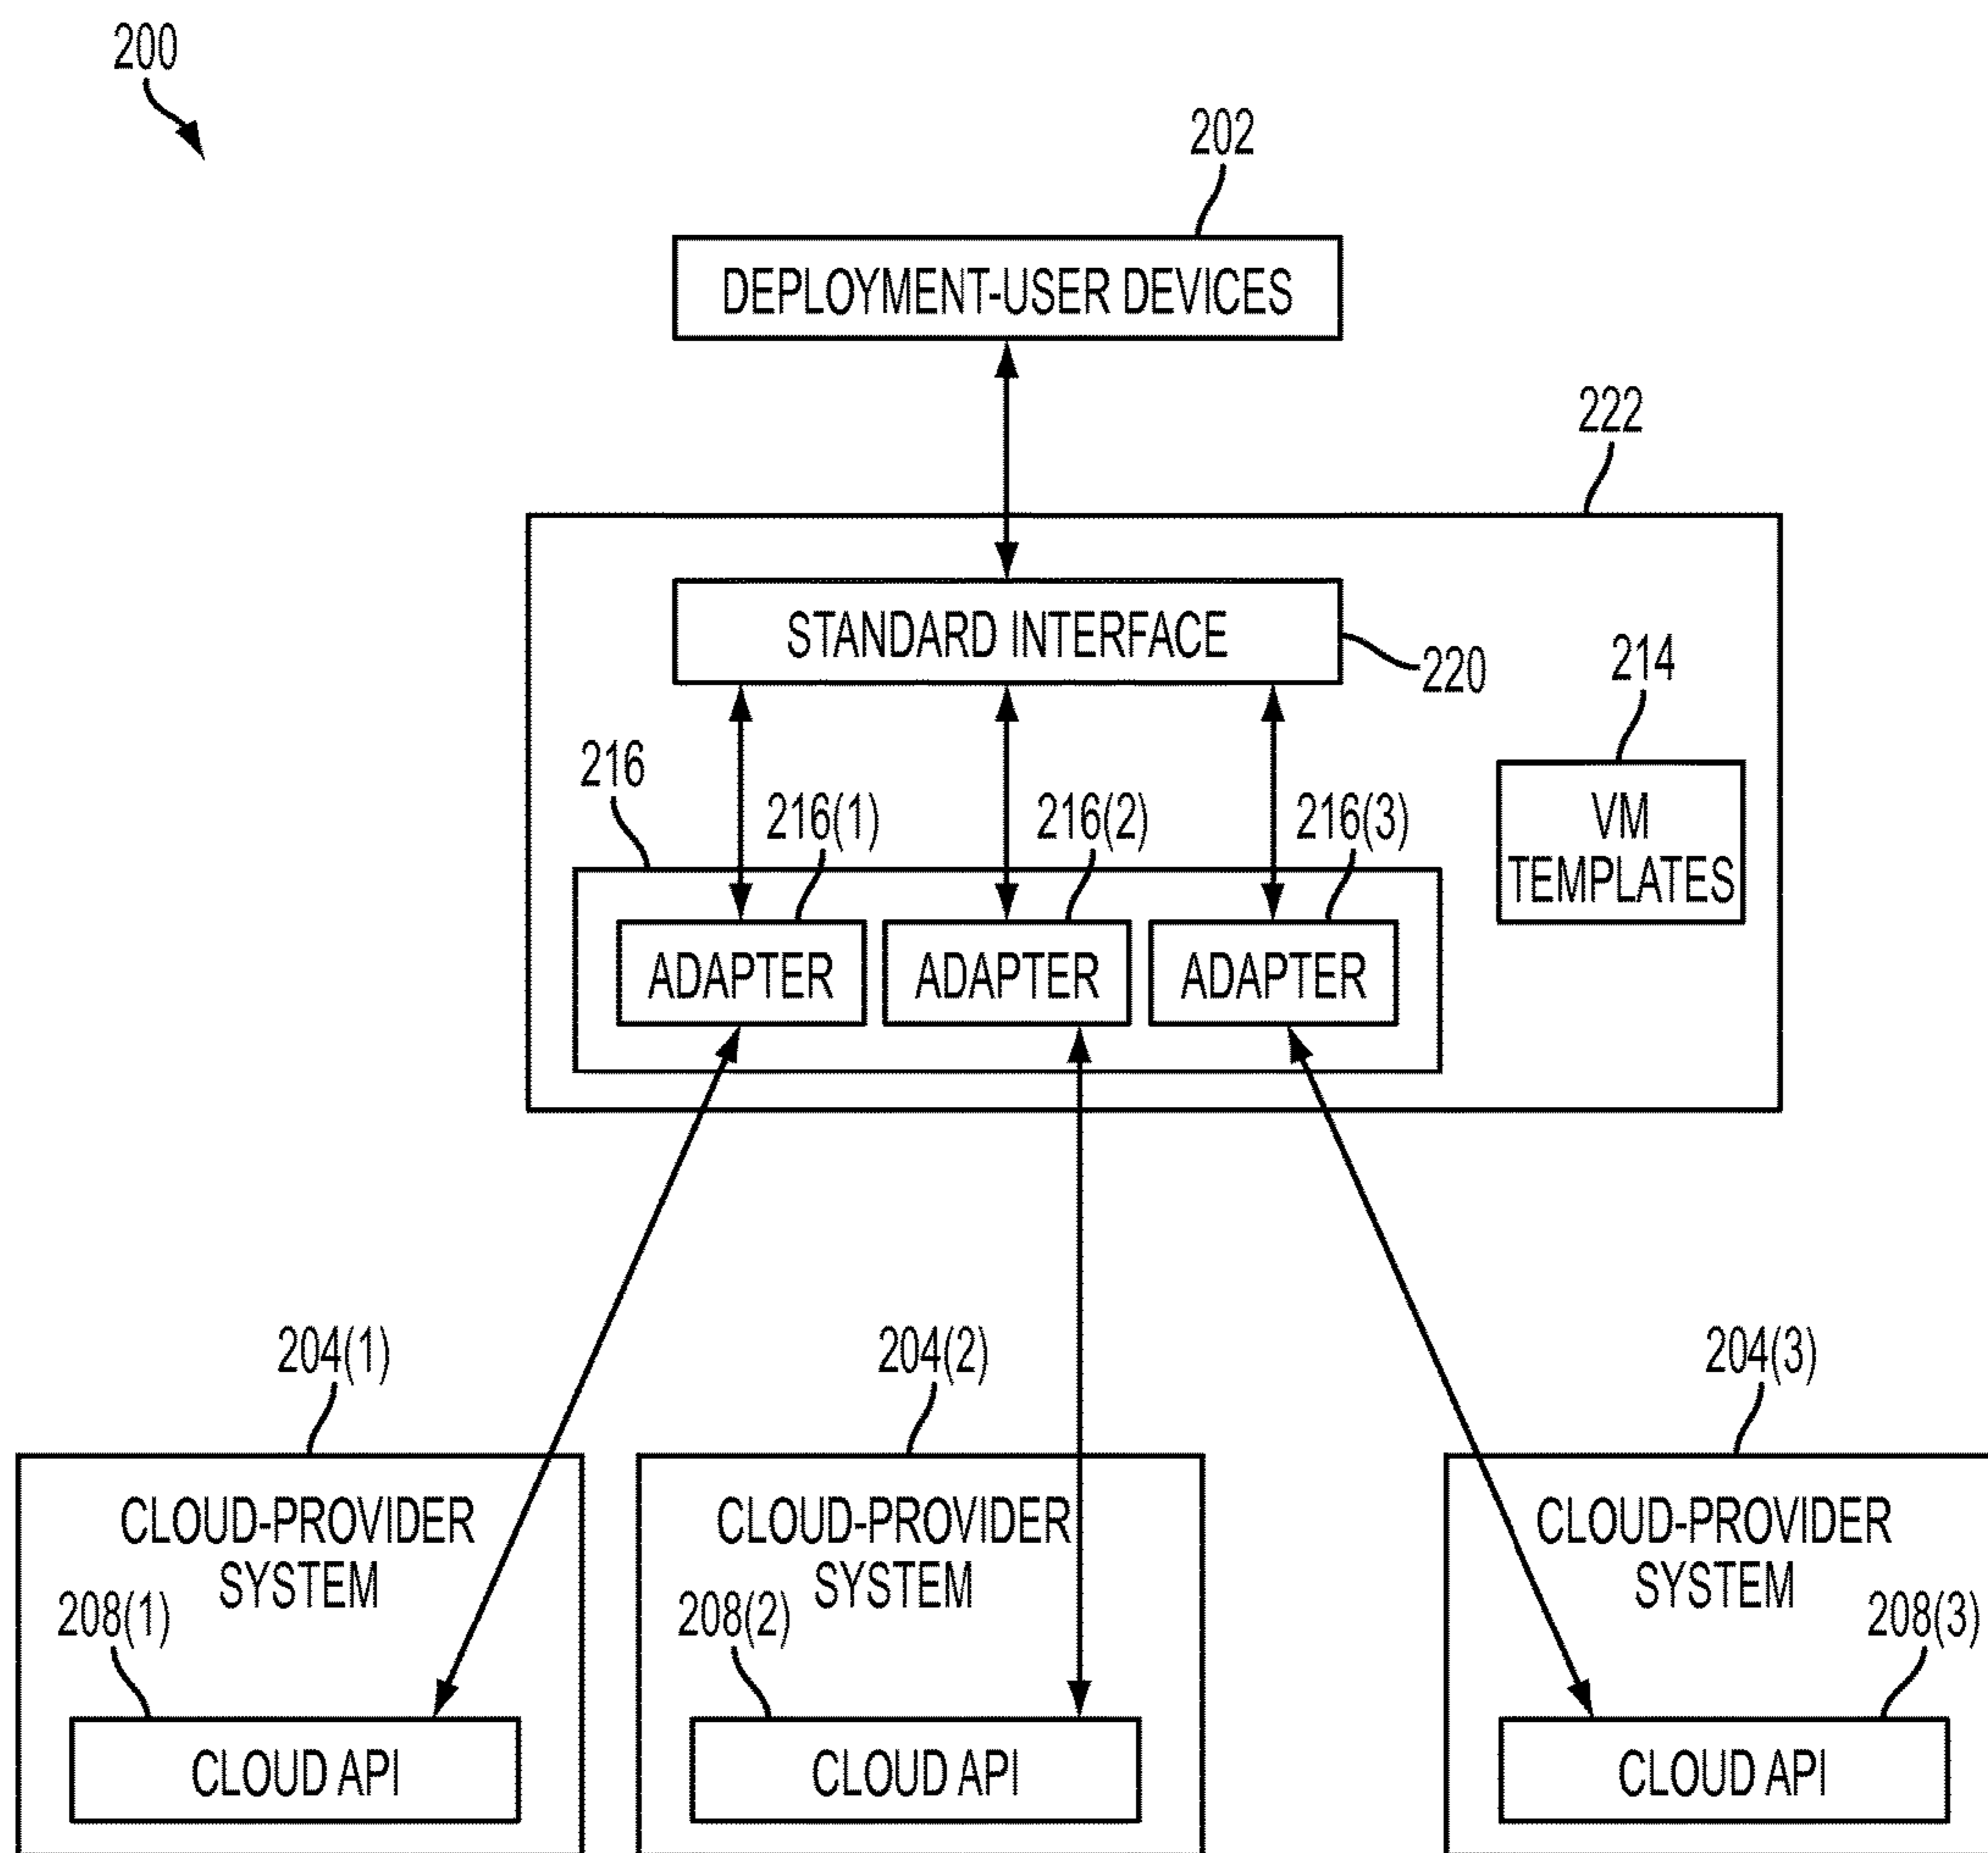 200
202
DEPLOYMENT-USER DEVICES
222
STANDARD INTERFACE
220
214
VM
TEMPLATES
216
216(1)
216(2)
216(3)
ADAPTER
ADAPTER
ADAPTER
204(1)
204(2)
204(3)
CLOUD-PROVIDER
SYSTEM
208(1)
CLOUD API
CLOUD-PROVIDER
SYSTEM
208(2)
CLOUD API
CLOUD-PROVIDER
SYSTEM
208(3)
CLOUD API